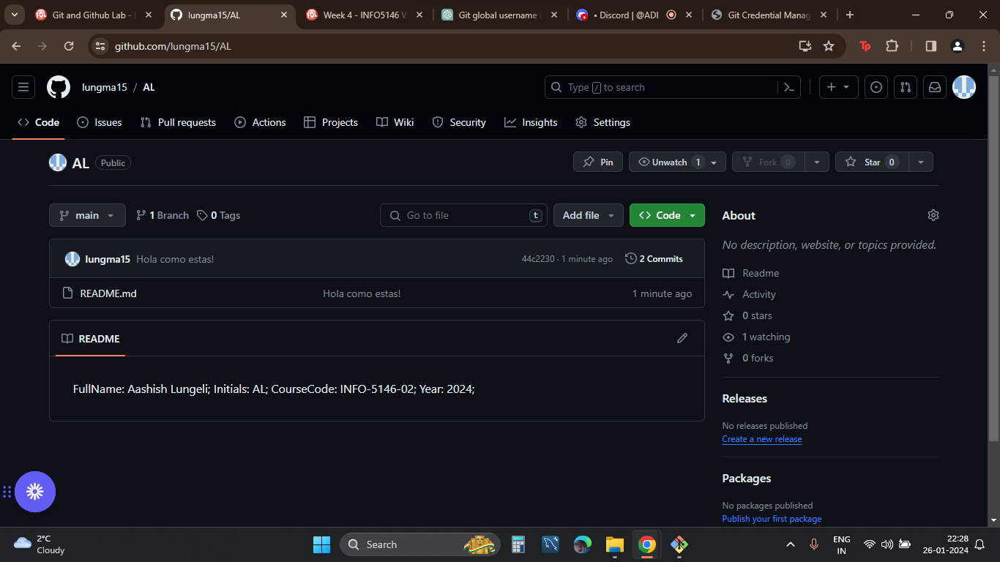 Git and Github Lab -
lungma15/AL
Week 4 - INFO5146 W
Git global username
• Discord | @ADI
Git Credential Manag
github.com/lungma15/AL
Tp
lungma15 / AL
Type / to search
Code
Issues
Pull requests
Actions
Projects
Wiki
Security
Insights
Settings
AL Public
Pin
Unwatch 1
Fork 0
Star 0
main
1 Branch
0 Tags
Go to file t
Add file
<> Code
lungma15 Hola como estas! 44c2230 · 1 minute ago 2 Commits
README.md Hola como estas! 1 minute ago
README
FullName: Aashish Lungeli; Initials: AL; CourseCode: INFO-5146-02; Year: 2024;
About
No description, website, or topics provided.
Readme
Activity
0 stars
1 watching
0 forks
Releases
No releases published
Create a new release
Packages
No packages published
Publish your first package
2°C
Cloudy
Search
ENG
IN
22:28
26-01-2024